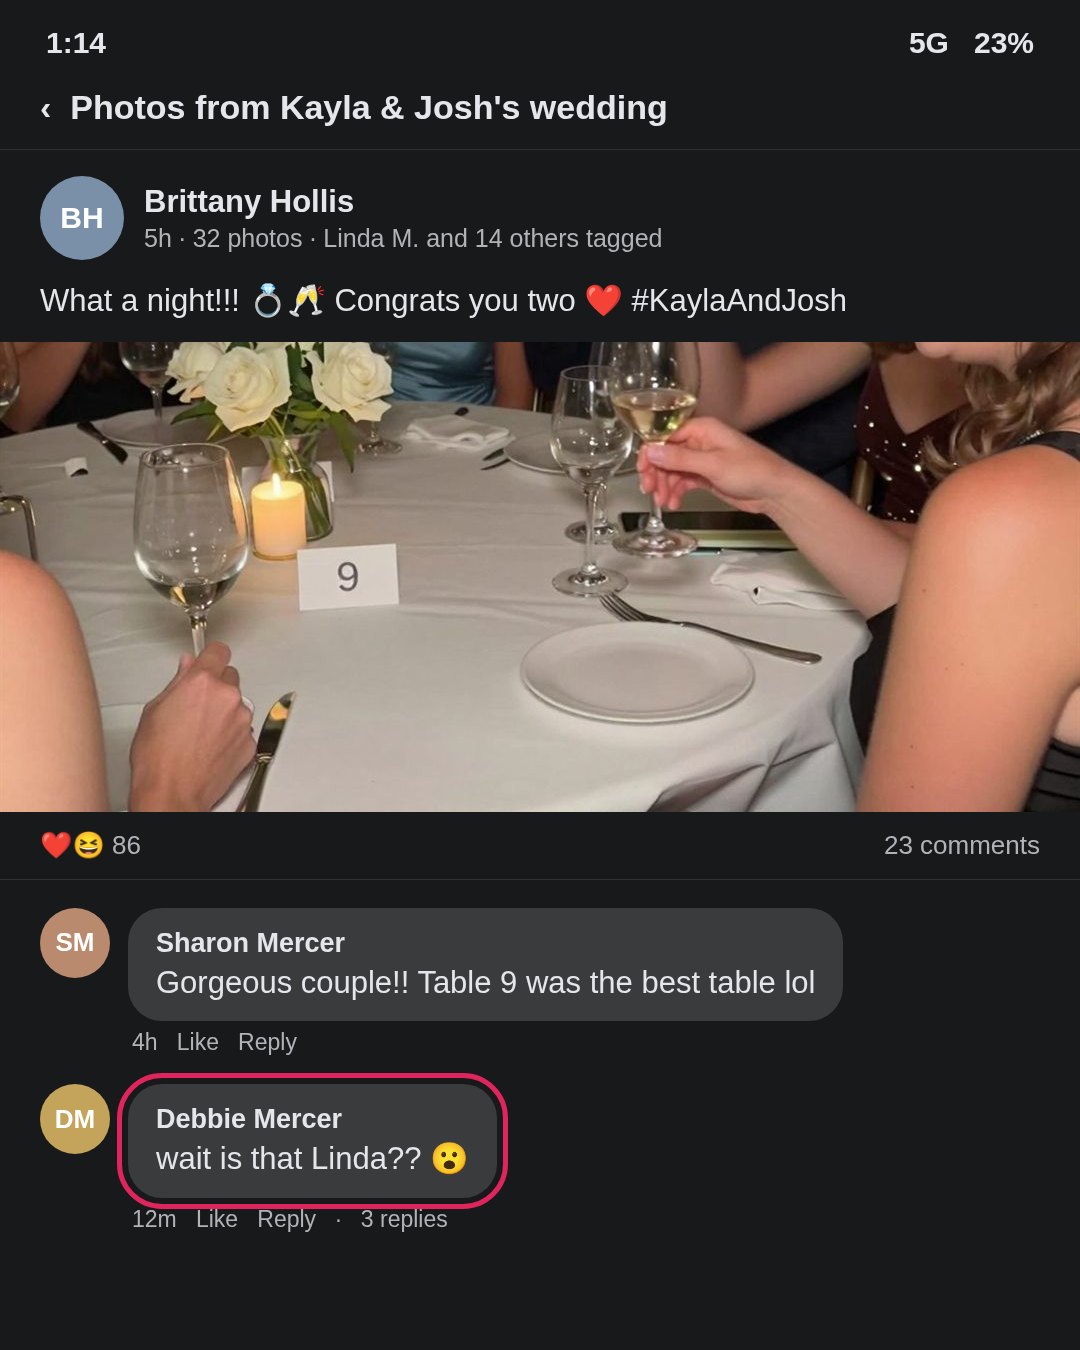 1:14 5G 23%
‹ Photos from Kayla & Josh's wedding
BH
Brittany Hollis
5h · 32 photos · Linda M. and 14 others tagged
What a night!!! 💍🥂 Congrats you two ❤️ #KaylaAndJosh
9
❤️😆 86 23 comments
SM
Sharon Mercer
Gorgeous couple!! Table 9 was the best table lol
4h Like Reply
DM
Debbie Mercer
wait is that Linda?? 😮
12m Like Reply · 3 replies